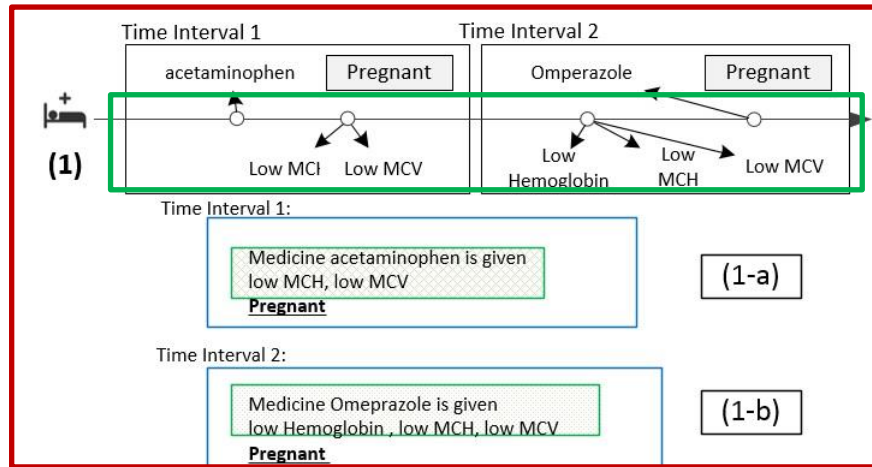 Time Interval 1 Time Interval 2
acetaminophen Pregnant Omperazole Pregnant
(1)
Low MCH Low MCV Low Hemoglobin Low MCH Low MCV
Time Interval 1:
Medicine acetaminophen is given
low MCH, low MCV
Pregnant
(1-a)
Time Interval 2:
Medicine Omeprazole is given
low Hemoglobin , low MCH, low MCV
Pregnant
(1-b)